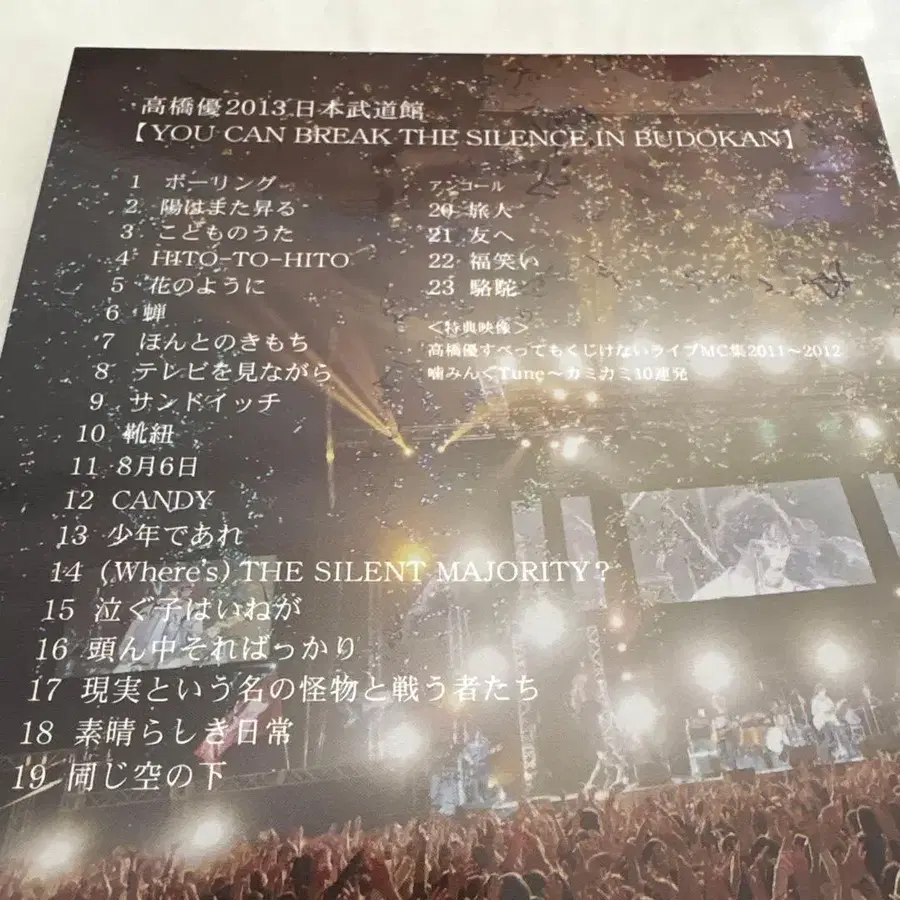 高橋優2013日本武道館
【YOU CAN BREAK THE SILENCE IN BUDOKAN】
1 ボーリング
2 陽はまた昇る
3 こどものうた
4 HITO-TO-HITO
5 花のように
6 蝉
7 ほんとのきもち
8 テレビを見ながら
9 サンドイッチ
10 靴紐
11 8月6日
12 CANDY
13 少年であれ
14 (Where's) THE SILENT MAJORITY?
15 泣ぐ子はいねが
16 頭ん中そればっかり
17 現実という名の怪物と戦う者たち
18 素晴らしき日常
19 同じ空の下
アンコール
20 旅人
21 友へ
22 福笑い
23 駱駝
＜特典映像＞
高橋優すべってもくじけないライブMC集2011～2012
噛みんぐTune～カミカミ10連発